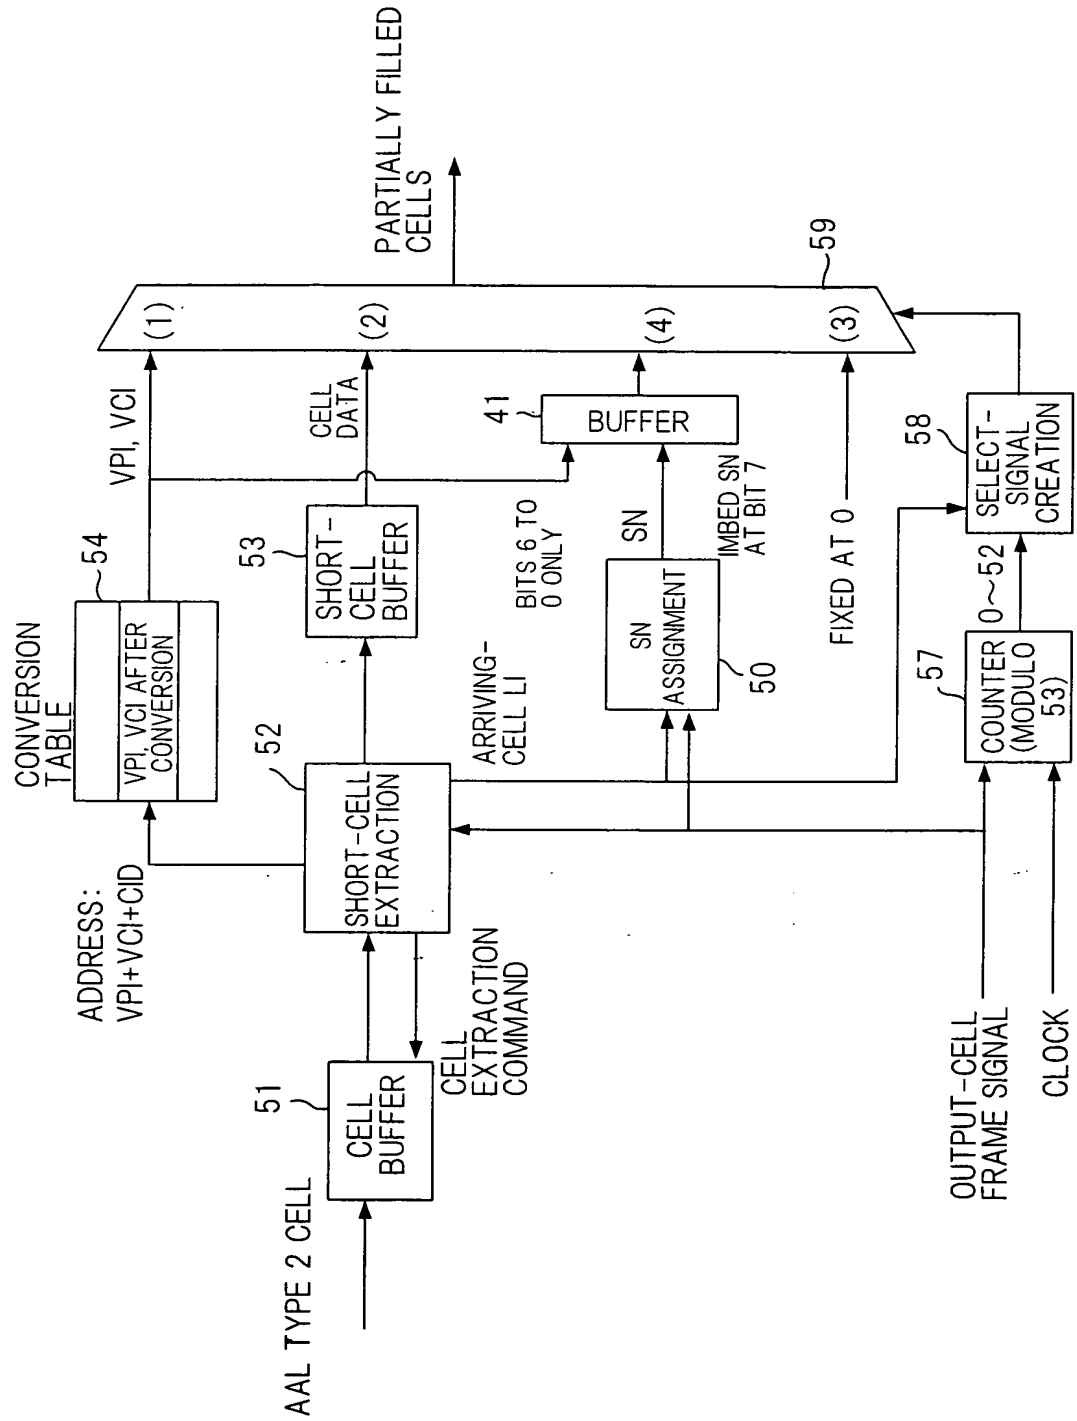 AAL TYPE 2 CELL
51
CELL
BUFFER
CELL
EXTRACTION
COMMAND
ADDRESS:
VPI+VCI+CID
52
SHORT-CELL
EXTRACTION
ARRIVING-
CELL LI
CONVERSION
TABLE
54
VPI, VCI AFTER
CONVERSION
VPI, VCI
53
SHORT-
CELL
BUFFER
CELL
DATA
BITS 6 TO
0 ONLY
SN
ASSIGNMENT
50
SN
IMBED SN
AT BIT 7
41
BUFFER
FIXED AT 0
OUTPUT-CELL
FRAME SIGNAL
CLOCK
57
COUNTER
(MODULO
53)
0~52
58
SELECT-
SIGNAL
CREATION
(1)
(2)
(4)
(3)
59
PARTIALLY FILLED
CELLS